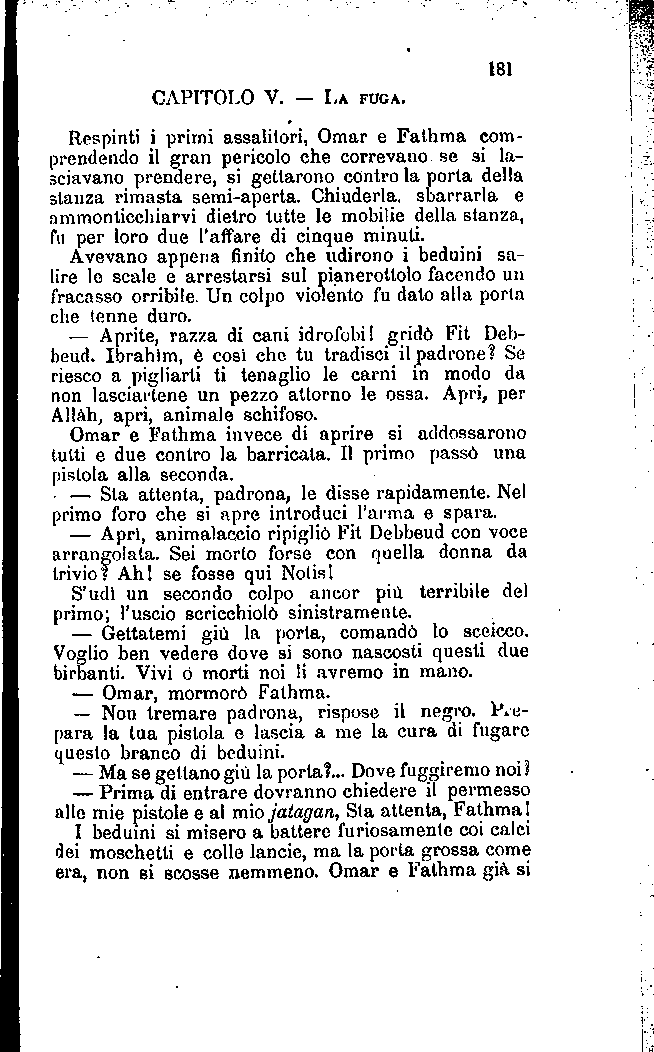 181
CAPITOLO V. — LA FUGA.
Respinti i primi assalitori, Omar e Fathma com-
prendendo il gran pericolo che correvano se si la-
sciavano prendere, si gettarono contro la porta della
stanza rimasta semi-aperta. Chiuderla, sbarrarla e
ammonticchiarvi dietro tutte le mobilie della stanza,
fu per loro due l'affare di cinque minuti.
Avevano appena finito che udirono i beduini sa-
lire le scale e arrestarsi sul pianerottolo facendo un
fracasso orribile. Un colpo violento fu dato alla porta
che tenne duro.
— Aprite, razza di cani idrofobi! gridò Fit Deb-
beud. Ibrahim, è così che tu tradisci il padrone? Se
riesco a pigliarti ti tenaglio le carni in modo da
non lasciartene un pezzo attorno le ossa. Apri, per
Allàh, apri, animale schifoso.
Omar e Fathma invece di aprire si addossarono
tutti e due contro la barricata. Il primo passò una
pistola alla seconda.
— Sta attenta, padrona, le disse rapidamente. Nel
primo foro che si apre introduci l'arma e spara.
— Apri, animalaccio ripigliò Fit Debbeud con voce
arrangolata. Sei morto forse con quella donna da
trivio? Ah! se fosse qui Notis!
S'udì un secondo colpo ancor più terribile del
primo; l'uscio scricchiolò sinistramente.
— Gettatemi giù la porta, comandò lo sceicco.
Voglio ben vedere dove si sono nascosti questi due
birbanti. Vivi o morti noi li avremo in mano.
— Omar, mormorò Fathma.
— Non tremare padrona, rispose il negro. Pre-
para la tua pistola e lascia a me la cura di fugare
questo branco di beduini.
— Ma se gettano giù la porta?... Dove fuggiremo noi?
— Prima di entrare dovranno chiedere il permesso
alle mie pistole e al mio jatagan, Sta attenta, Fathma!
I beduini si misero a battere furiosamente coi calci
dei moschetti e colle lancie, ma la porta grossa come
era, non si scosse nemmeno. Omar e Fathma già si